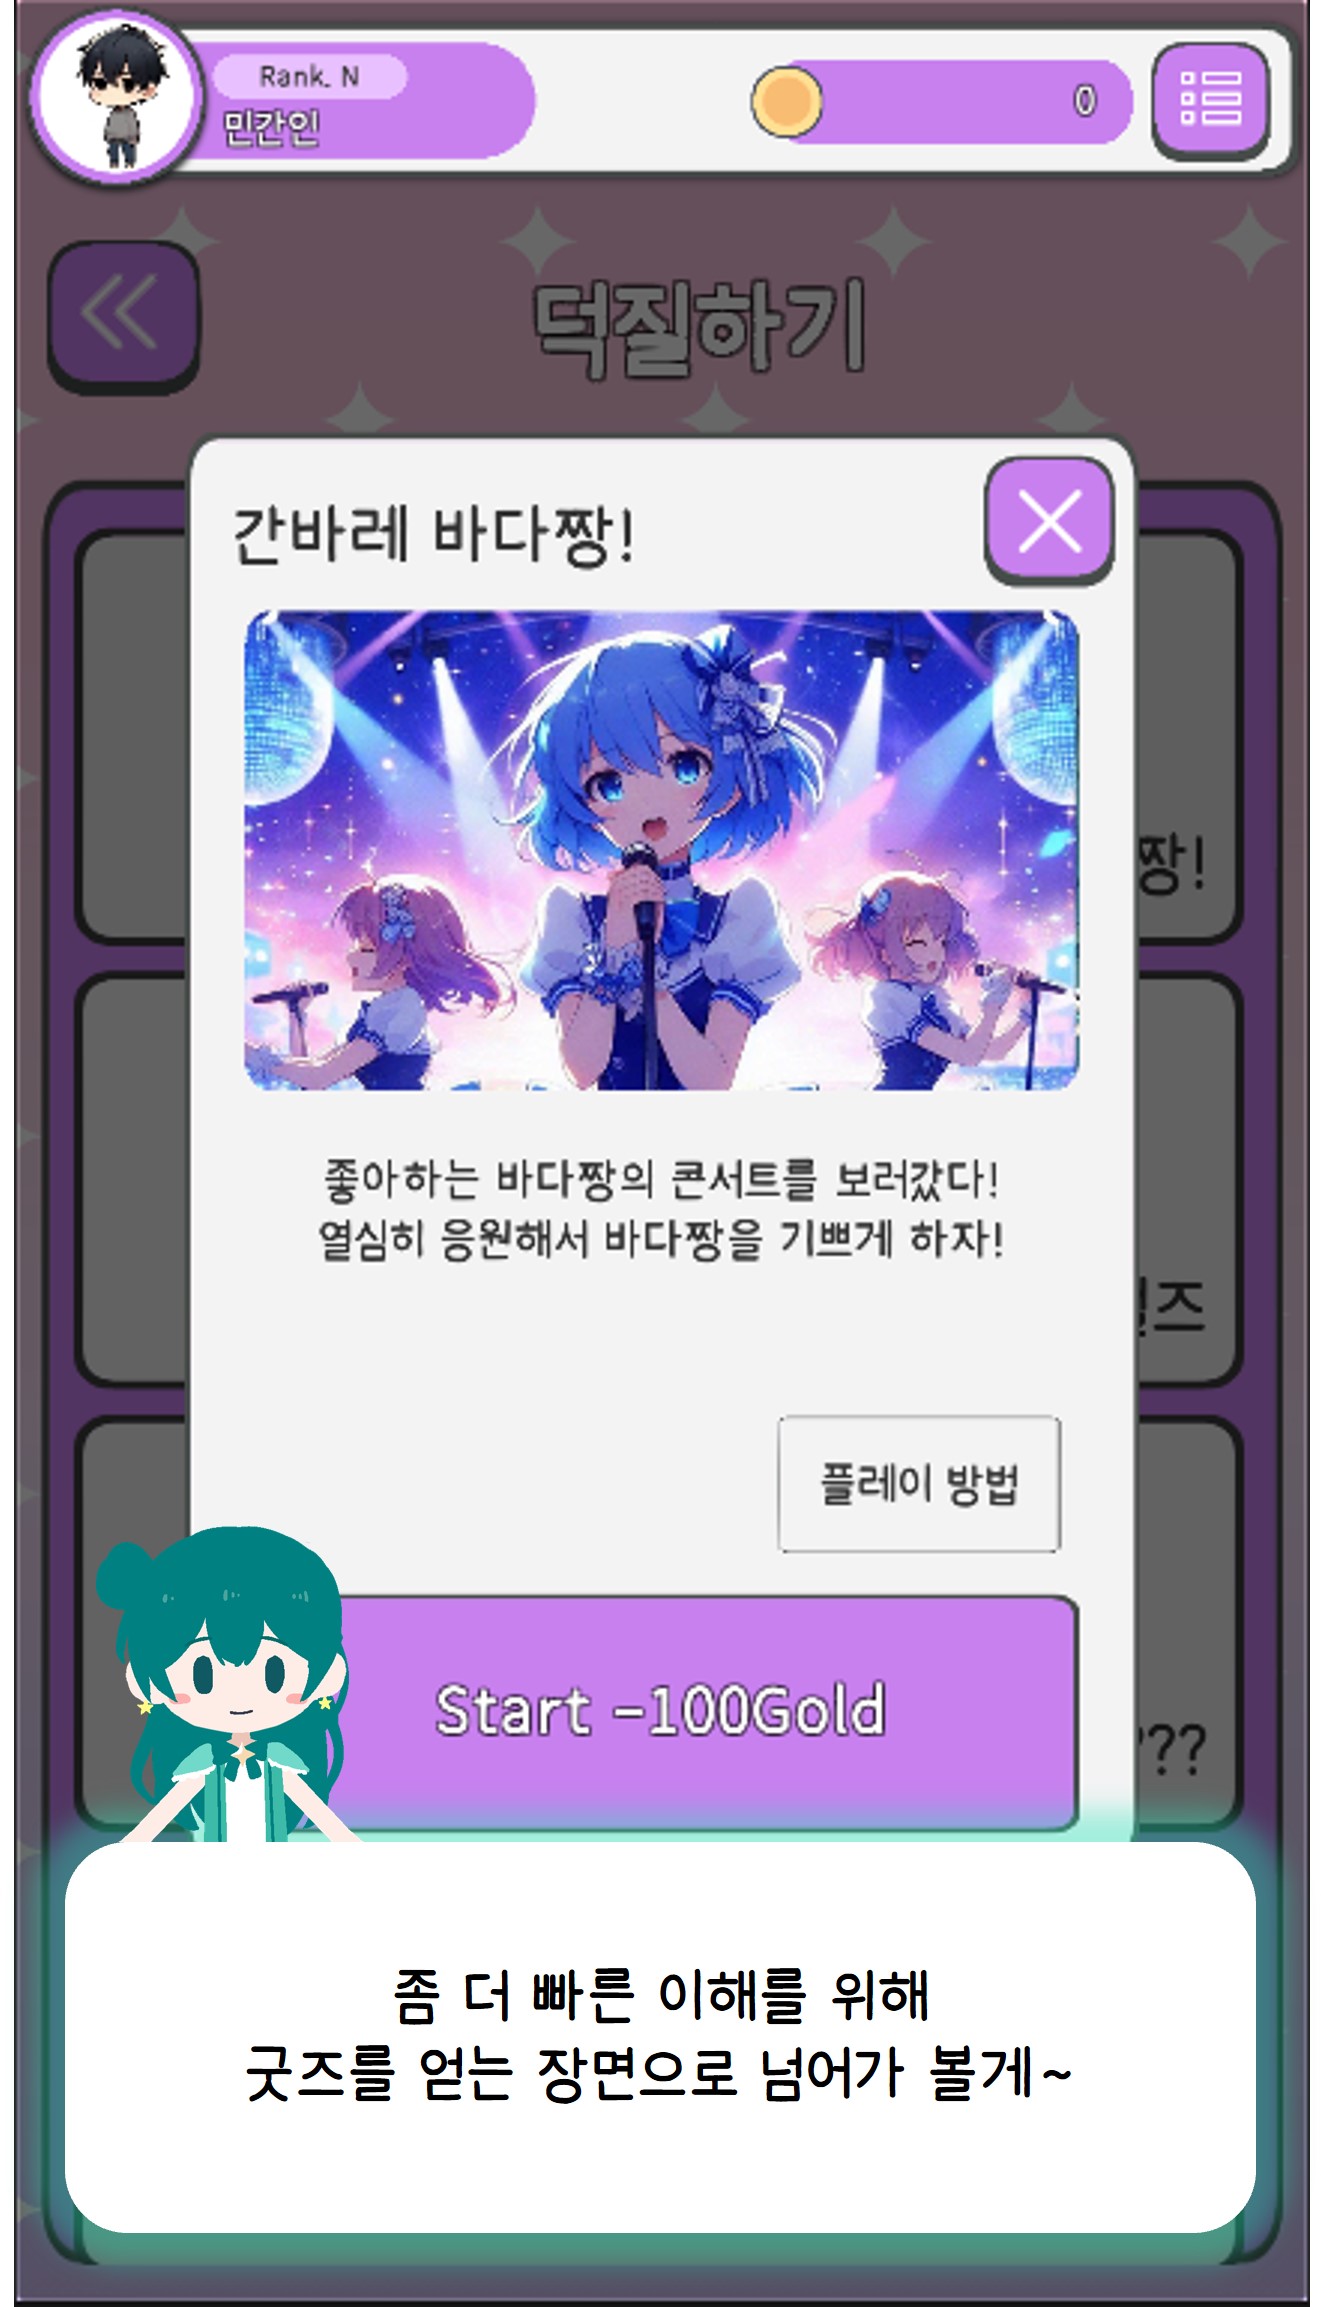 Rank. N
민간인
0
덕질하기
간바레 바다짱!
짱!
좋아하는 바다짱의 콘서트를 보러갔다!
열심히 응원해서 바다짱을 기쁘게 하자!
즈
플레이 방법
Start -100Gold
??
좀 더 빠른 이해를 위해
굿즈를 얻는 장면으로 넘어가 볼게~